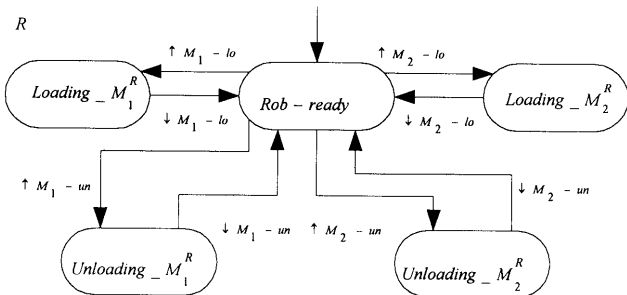 R
↑ M₁ – lo
↑ M₂ – lo
Loading _ M₁ᴿ
Rob – ready
Loading _ M₂ᴿ
↓ M₁ – lo
↓ M₂ – lo
↑ M₁ – un
↓ M₂ – un
↓ M₁ – un
↑ M₂ – un
Unloading _ M₁ᴿ
Unloading _ M₂ᴿ